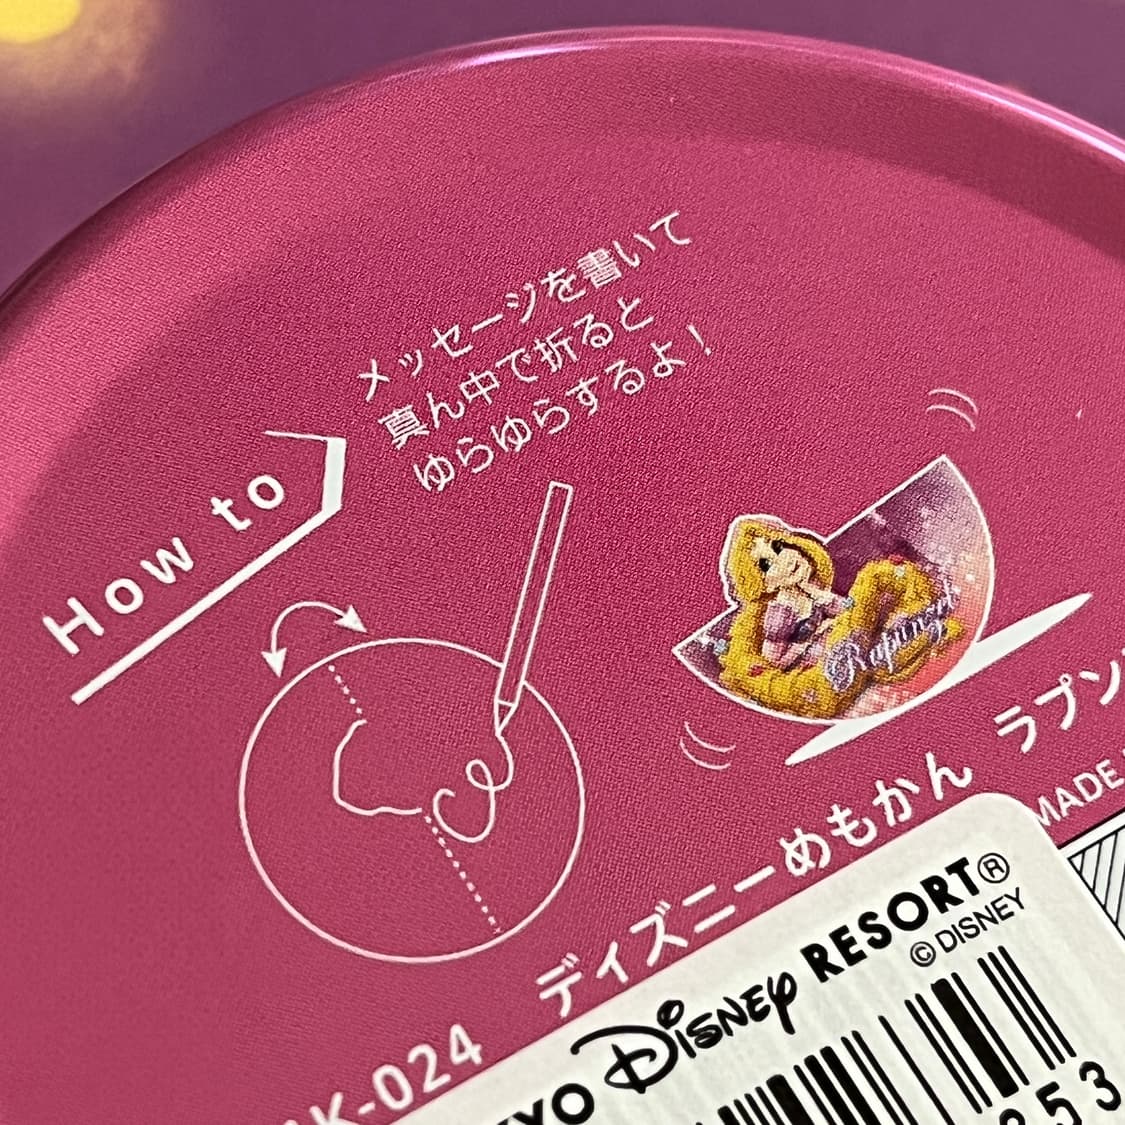 How to
メッセージを書いて
真ん中で折ると
ゆらゆらするよ！
Rapunzel
ディズニーめもかん ラプン
MADE
K-024
YO Disney RESORT®
© DISNEY
53